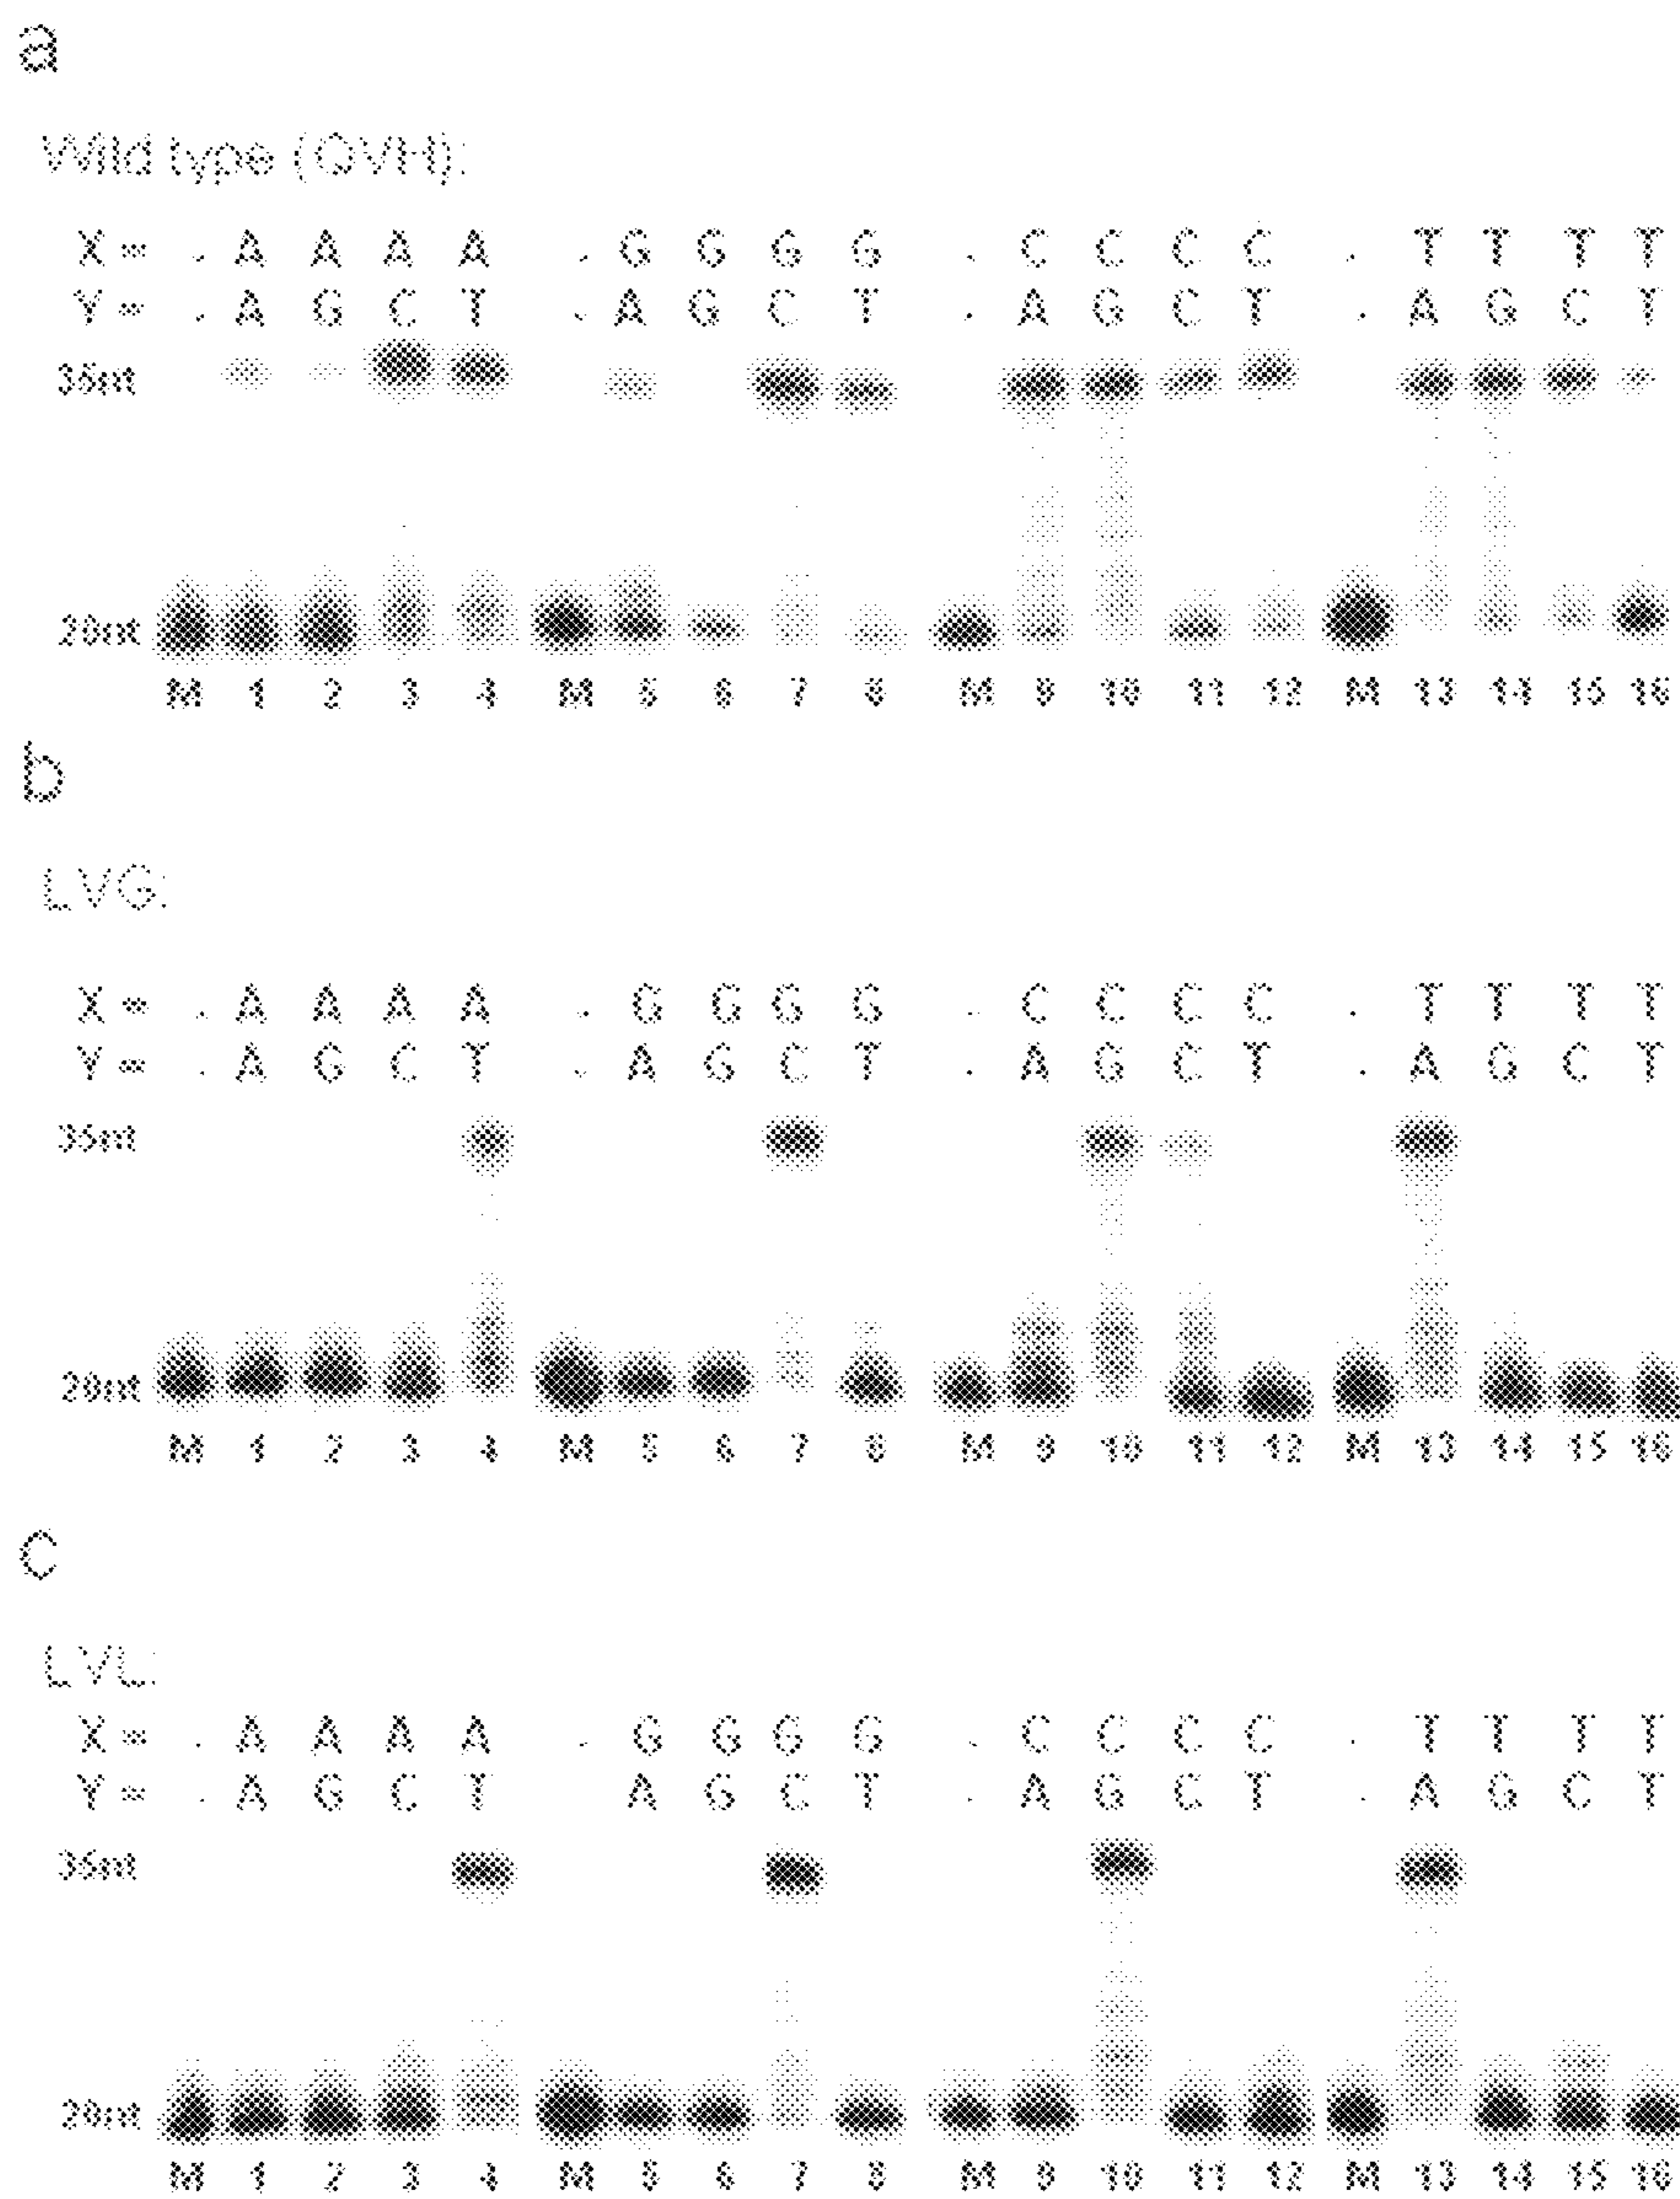 a
Wild type (QVH):
X = . A A A A . G G G G . C C C C . T T T T
Y = . A G C T . A G C T . A G C T . A G C T
35nt
20nt
M 1 2 3 4 M 5 6 7 8 M 9 10 11 12 M 13 14 15 16
b
LVG:
X = . A A A A . G G G G . C C C C . T T T T
Y = . A G C T . A G C T . A G C T . A G C T
35nt
20nt
M 1 2 3 4 M 5 6 7 8 M 9 10 11 12 M 13 14 15 16
c
LVL:
X = . A A A A . G G G G . C C C C . T T T T
Y = . A G C T A G C T . A G C T . A G C T
35nt
20nt
M 1 2 3 4 M 5 6 7 8 M 9 10 11 12 M 13 14 15 16